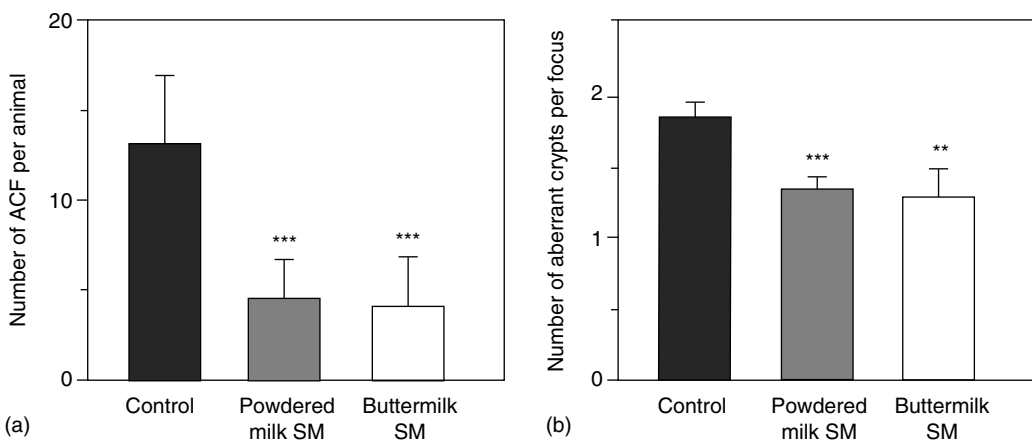 Number of ACF per animal
20
10
0
***
***
Control
Powdered
milk SM
Buttermilk
SM
(a)
Number of aberrant crypts per focus
2
1
0
***
**
Control
Powdered
milk SM
Buttermilk
SM
(b)